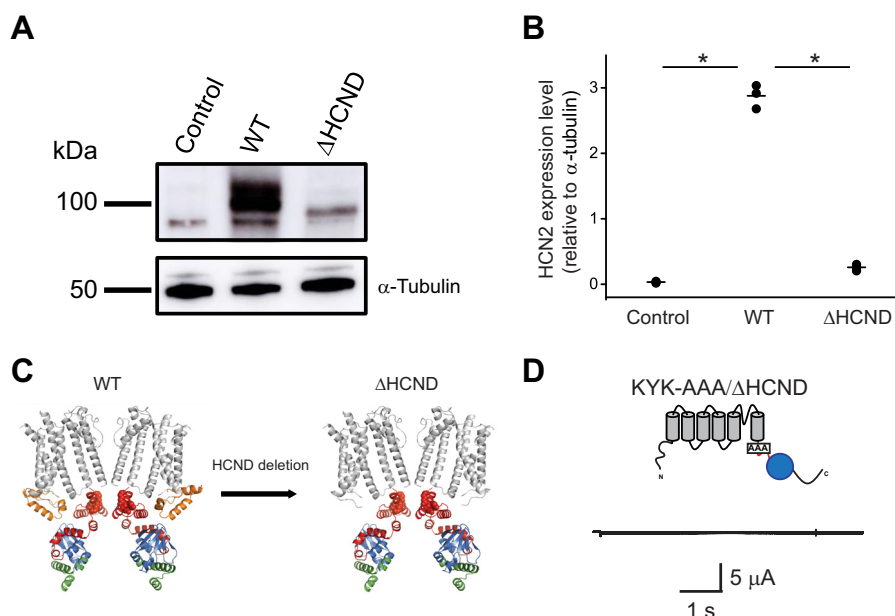 A
Control
WT
ΔHCND
kDa
100
50
α-Tubulin
B
HCN2 expression level
(relative to α-tubulin)
3
2
1
0
*
*
Control
WT
ΔHCND
C
WT
HCND deletion
ΔHCND
D
KYK-AAA/ΔHCND
AAA
N
C
5 μA
1 s